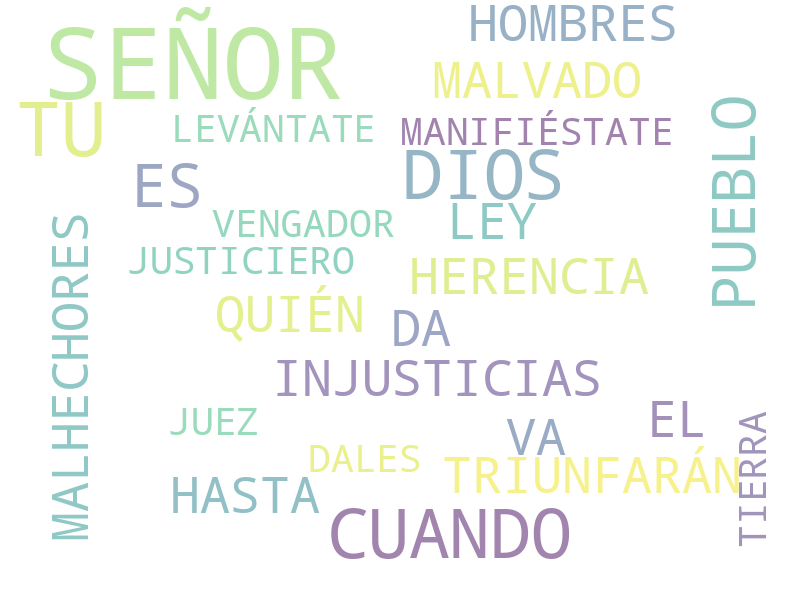 SEÑOR
HOMBRES
MALVADO
TU
LEVÁNTATE
MANIFIÉSTATE
PUEBLO
DIOS
ES
VENGADOR
LEY
JUSTICIERO
HERENCIA
MALHECHORES
QUIÉN
DA
INJUSTICIAS
JUEZ
EL
VA
TIERRA
DALES
TRIUNFARÁN
HASTA
CUANDO